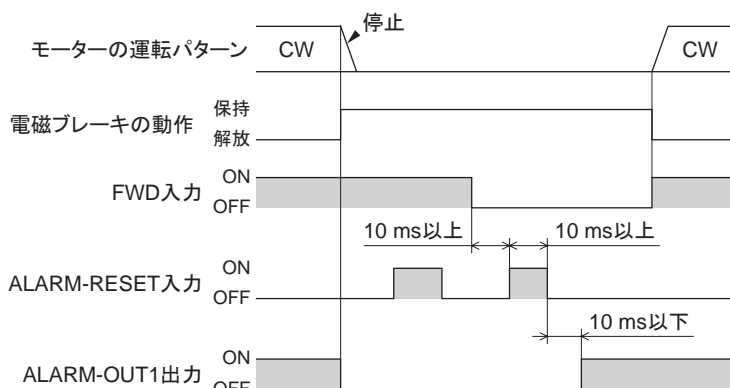 停止
モーターの運転パターン CW CW
電磁ブレーキの動作 保持
解放
FWD入力 ON
OFF
10 ms以上 10 ms以上
ALARM-RESET入力 ON
OFF
10 ms以下
ALARM-OUT1出力 ON
OFF